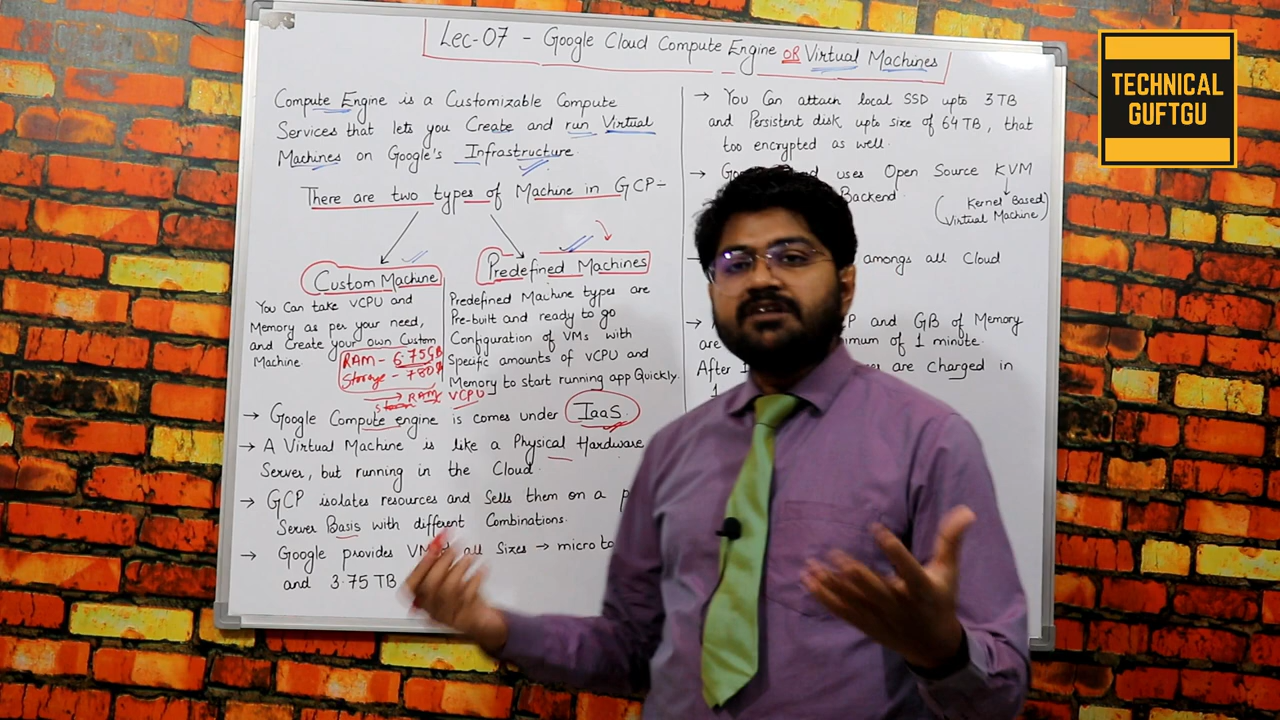 Lec-07 - Google Cloud Compute Engine OR Virtual Machines
Compute Engine is a Customizable Compute
Services that lets you Create and run Virtual
Machines on Google's Infrastructure.
There are two types of Machine in GCP:-
Custom Machine
You Can take VCPU and
Memory as per your need,
and Create your own Custom
Machine
RAM - 6.75GB
Storage - 780
RAM VCPU
Predefined Machines
Predefined Machine types are
Pre-built and ready to go
Configuration of VMs with
Specific amounts of VCPU and
Memory to start running app Quickly.
→ Google Compute engine is comes under IaaS.
→ A Virtual Machine is like a Physical Hardware
Server, but running in the Cloud.
→ GCP isolates resources and Sells them on a
Server Basis with different Combinations.
→ Google provides all Sizes → micro to
and 3.75 TB
→ You Can attach local SSD upto 3TB
and Persistent disk upto size of 64TB, that
too encrypted as well.
→ uses Open Source KVM
Backend. (Kernel Based Virtual Machine)
→ amongs all Cloud
→ and GB of Memory
are of 1 minute.
After are charged in
1
TECHNICAL
GUFTGU